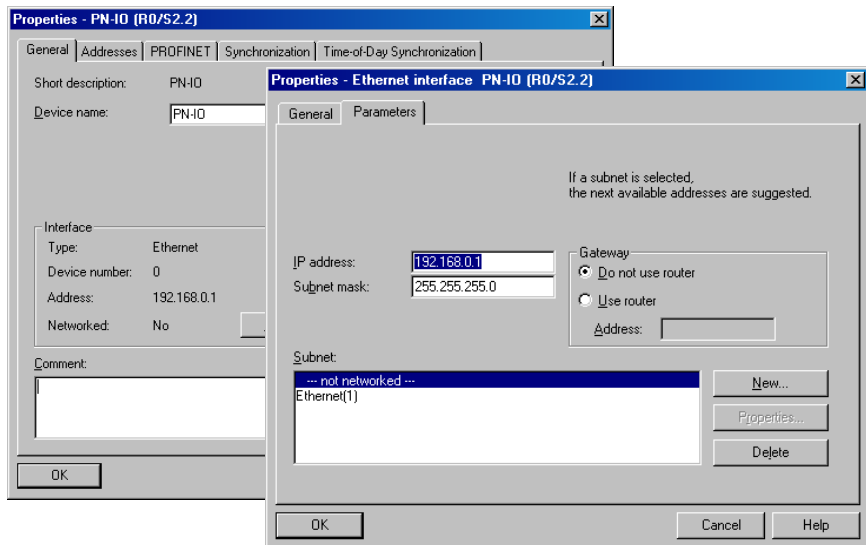 Properties - PN-IO (R0/S2.2)
General Addresses PROFINET Synchronization Time-of-Day Synchronization
Short description: PN-IO
Device name: PN-IO
Interface
Type: Ethernet
Device number: 0
Address: 192.168.0.1
Networked: No
Comment:
OK
Properties - Ethernet interface PN-IO (R0/S2.2)
General Parameters
If a subnet is selected,
the next available addresses are suggested.
IP address: 192.168.0.1
Subnet mask: 255.255.255.0
Gateway
Do not use router
Use router
Address:
Subnet:
--- not networked ---
Ethernet(1)
New...
Properties...
Delete
OK Cancel Help